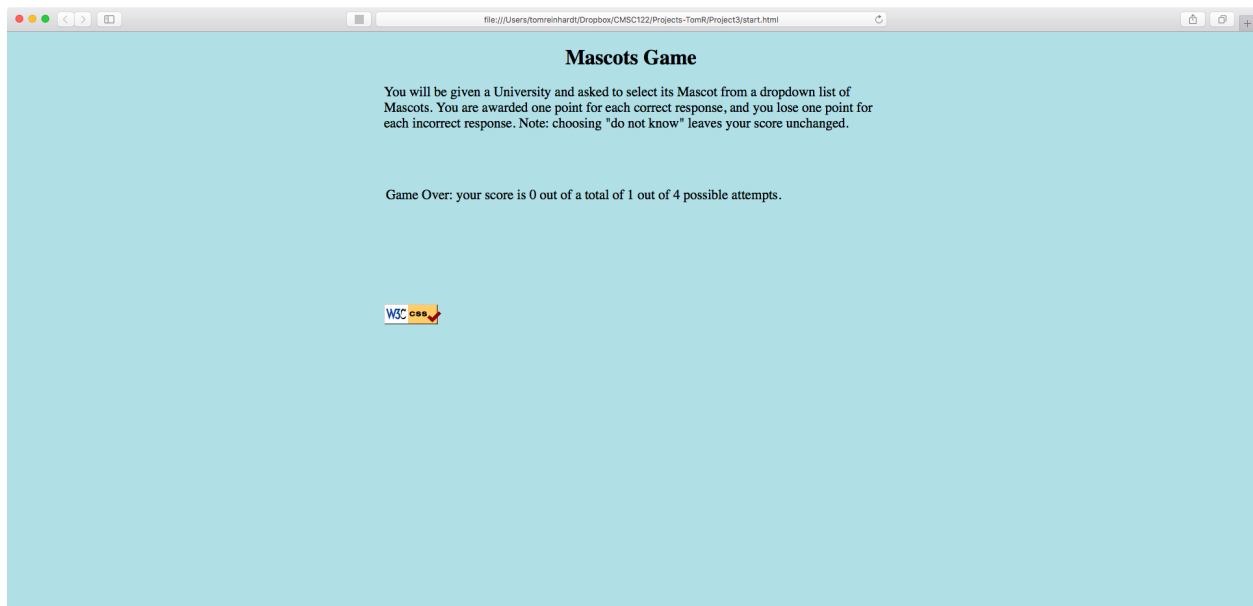 file:///Users/tomreinhardt/Dropbox/CMSC122/Projects-TomR/Project3/start.html
Mascots Game
You will be given a University and asked to select its Mascot from a dropdown list of
Mascots. You are awarded one point for each correct response, and you lose one point for
each incorrect response. Note: choosing "do not know" leaves your score unchanged.
Game Over: your score is 0 out of a total of 1 out of 4 possible attempts.
W3C css